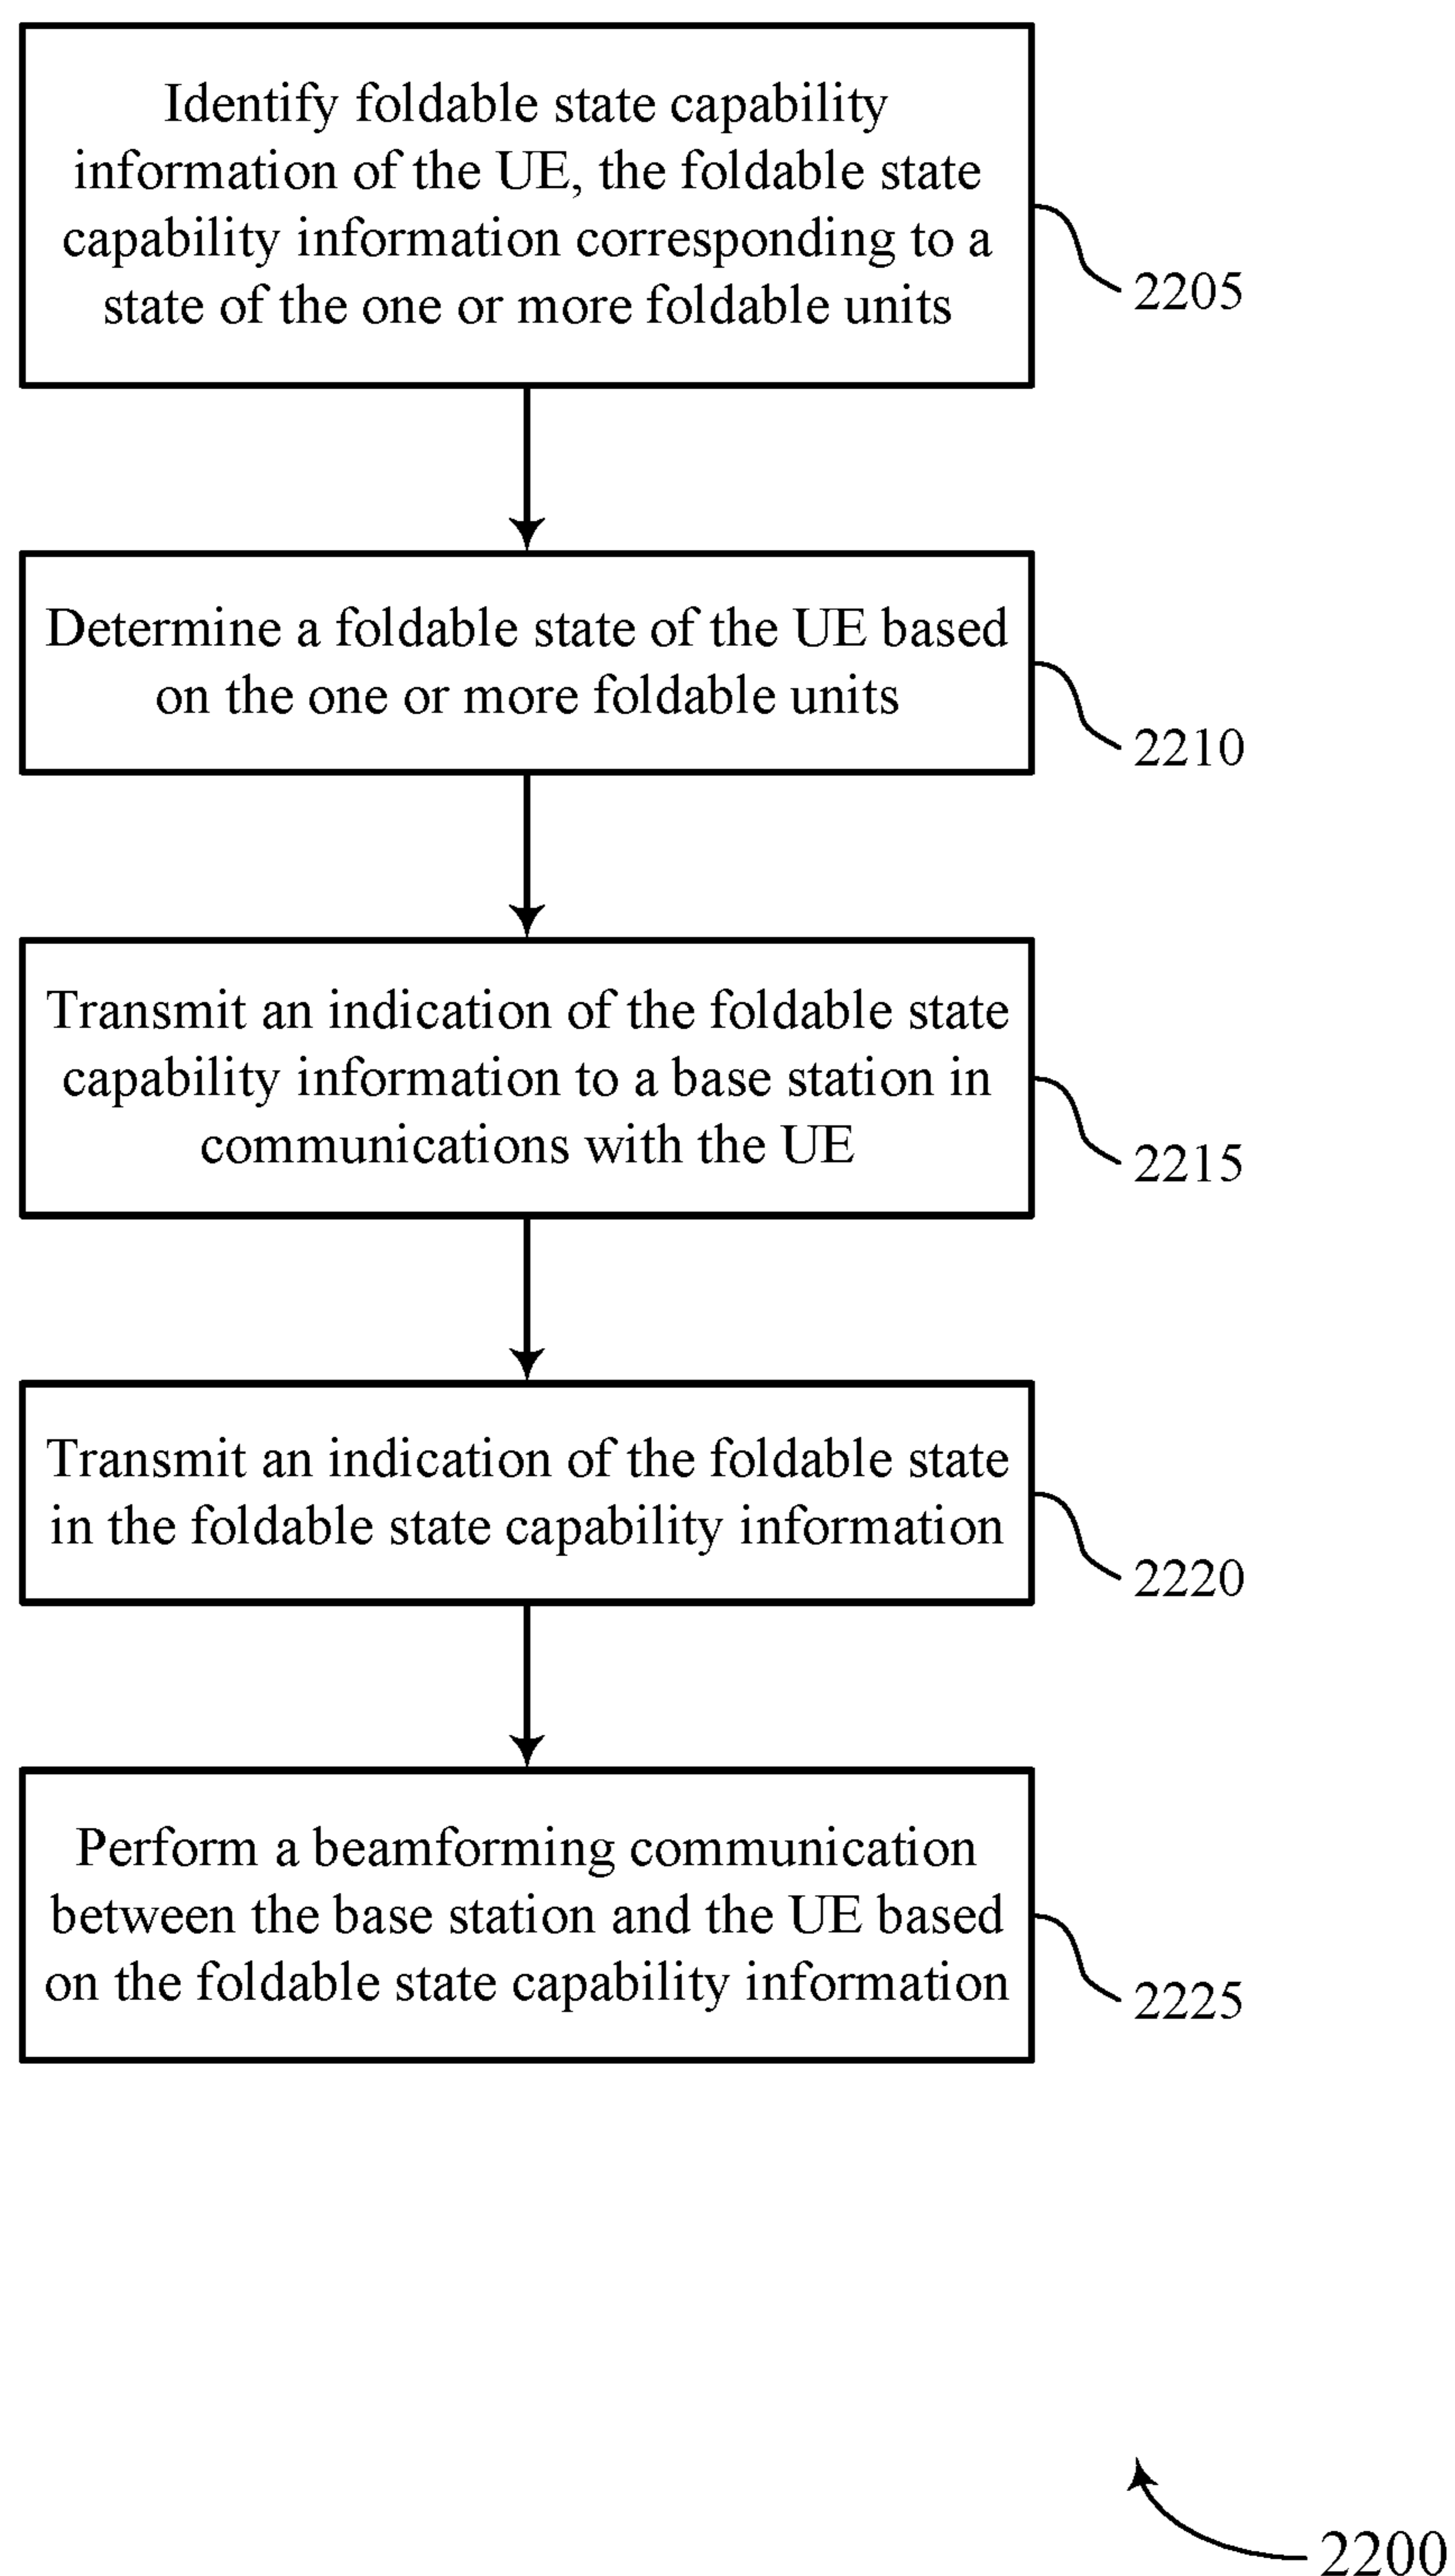 Identify foldable state capability
information of the UE, the foldable state
capability information corresponding to a
state of the one or more foldable units
2205
Determine a foldable state of the UE based
on the one or more foldable units
2210
Transmit an indication of the foldable state
capability information to a base station in
communications with the UE
2215
Transmit an indication of the foldable state
in the foldable state capability information
2220
Perform a beamforming communication
between the base station and the UE based
on the foldable state capability information
2225
2200